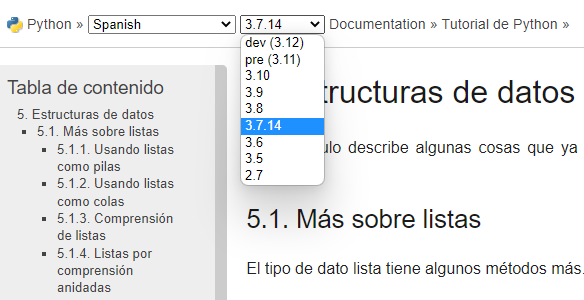 Python » Spanish 3.7.14 Documentation » Tutorial de Python »
dev (3.12)
pre (3.11)
3.10
3.9
3.8
3.7.14
3.6
3.5
2.7
Tabla de contenido
5. Estructuras de datos
5.1. Más sobre listas
5.1.1. Usando listas
como pilas
5.1.2. Usando listas
como colas
5.1.3. Comprensión
de listas
5.1.4. Listas por
comprensión
anidadas
tructuras de datos
ulo describe algunas cosas que ya
5.1. Más sobre listas
El tipo de dato lista tiene algunos métodos más.